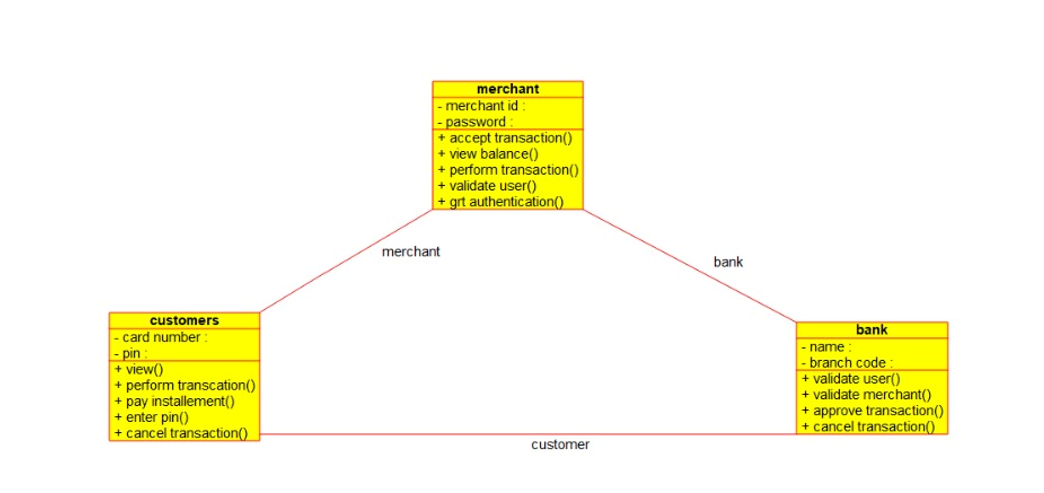 merchant
- merchant id :
- password :
+ accept transaction()
+ view balance()
+ perform transaction()
+ validate user()
+ grt authentication()
merchant
bank
customers
- card number :
- pin :
+ view()
+ perform transcation()
+ pay installement()
+ enter pin()
+ cancel transaction()
bank
- name :
- branch code :
+ validate user()
+ validate merchant()
+ approve transaction()
+ cancel transaction()
customer